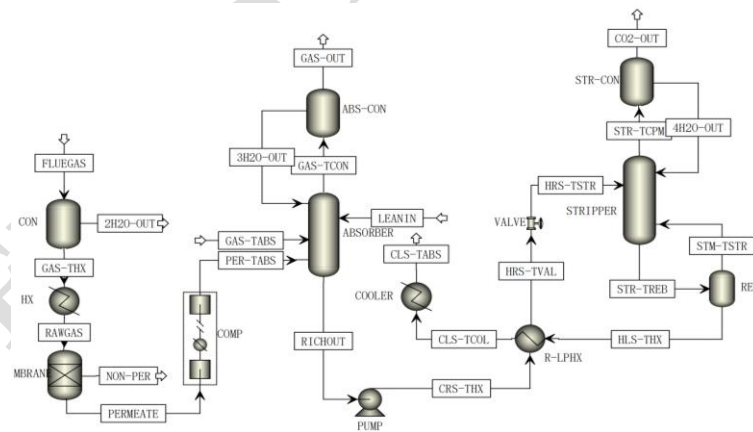 CO2-OUT
GAS-OUT
STR-CON
ABS-CON
STR-TCPM
4H2O-OUT
3H2O-OUT
FLUEGAS
GAS-TCON
HRS-TSTR
STRIPPER
CON
2H2O-OUT
LEANIN
VALVE
ABSORBER
GAS-TABS
STM-TSTR
PER-TABS
CLS-TABS
GAS-THX
HRS-TVAL
STR-TREB
RE
HX
COOLER
RAWGAS
COMP
RICHOUT
CLS-TCOL
HLS-THX
R-LPHX
MBRANE
NON-PER
CRS-THX
PERMEATE
PUMP